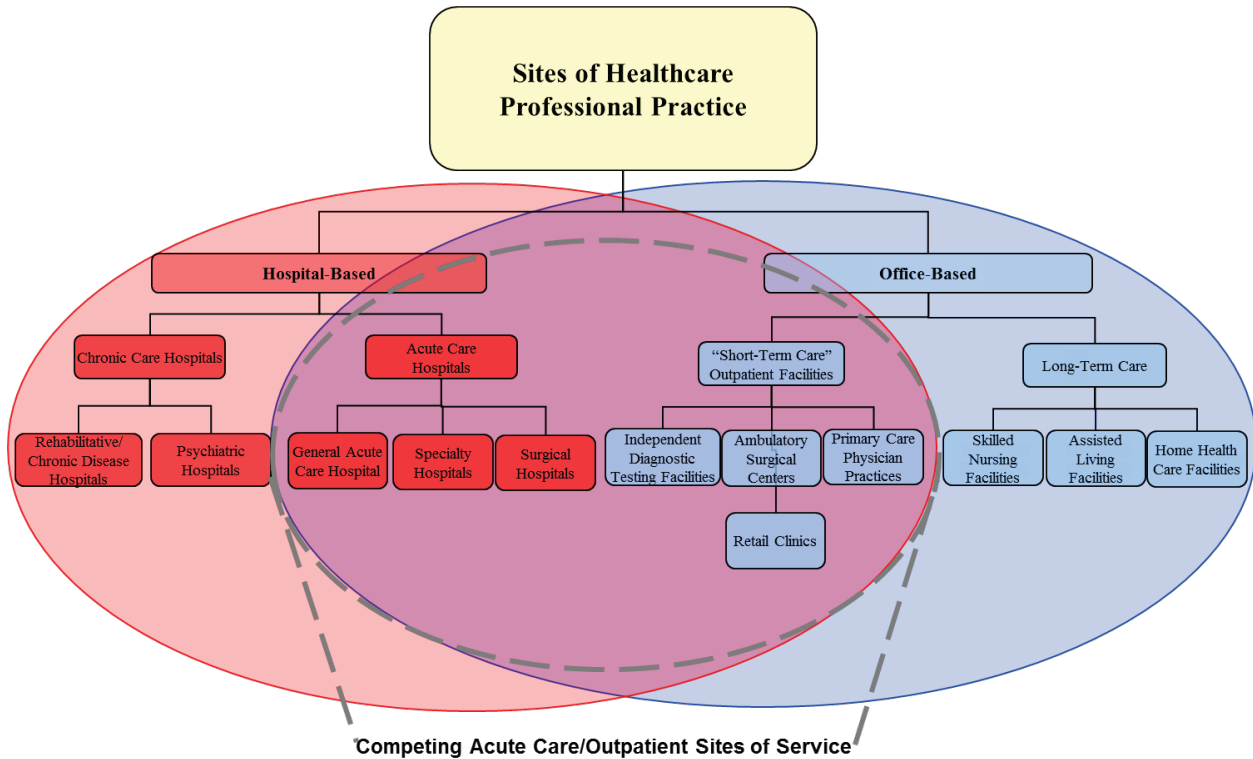 Sites of Healthcare
Professional Practice
Hospital-Based
Office-Based
Chronic Care Hospitals
Acute Care
Hospitals
“Short-Term Care”
Outpatient Facilities
Long-Term Care
Rehabilitative/
Chronic Disease
Hospitals
Psychiatric
Hospitals
General Acute
Care Hospital
Specialty
Hospitals
Surgical
Hospitals
Independent
Diagnostic
Testing Facilities
Ambulatory
Surgical
Centers
Primary Care
Physician
Practices
Skilled
Nursing
Facilities
Assisted
Living
Facilities
Home Health
Care Facilities
Retail Clinics
Competing Acute Care/Outpatient Sites of Service